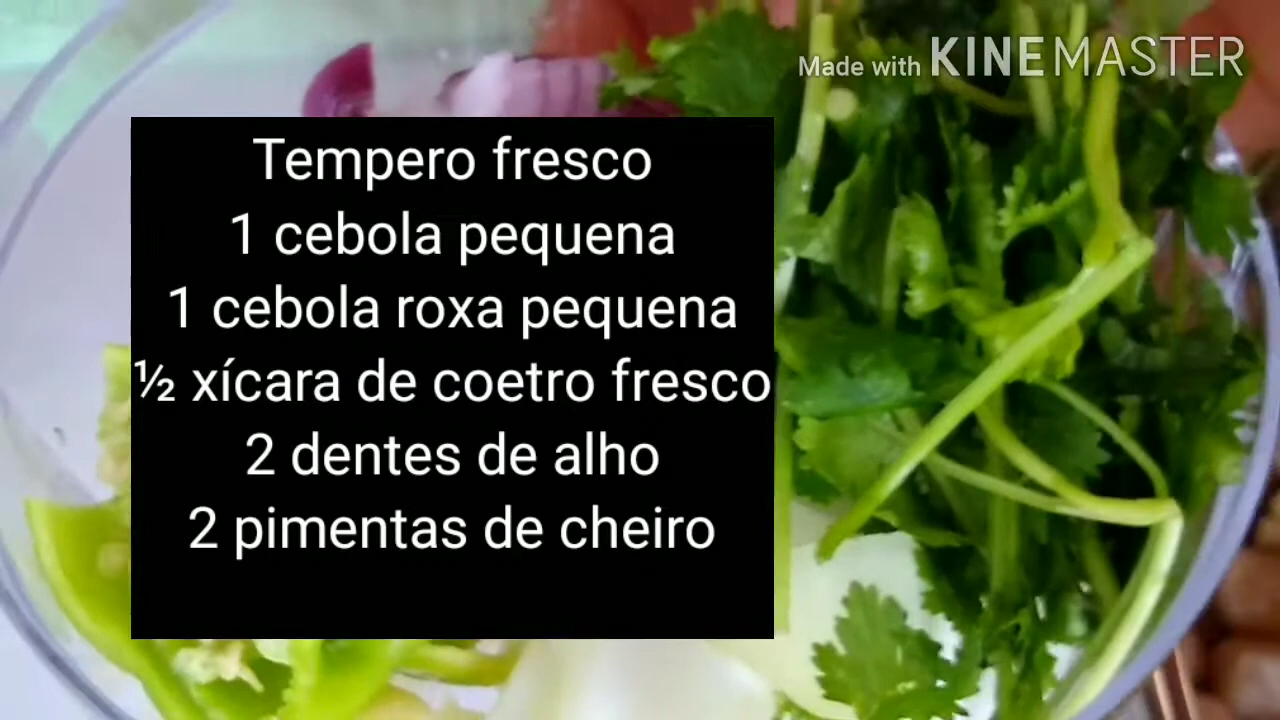 Made with KINEMASTER
Tempero fresco
1 cebola pequena
1 cebola roxa pequena
½ xícara de coetro fresco
2 dentes de alho
2 pimentas de cheiro